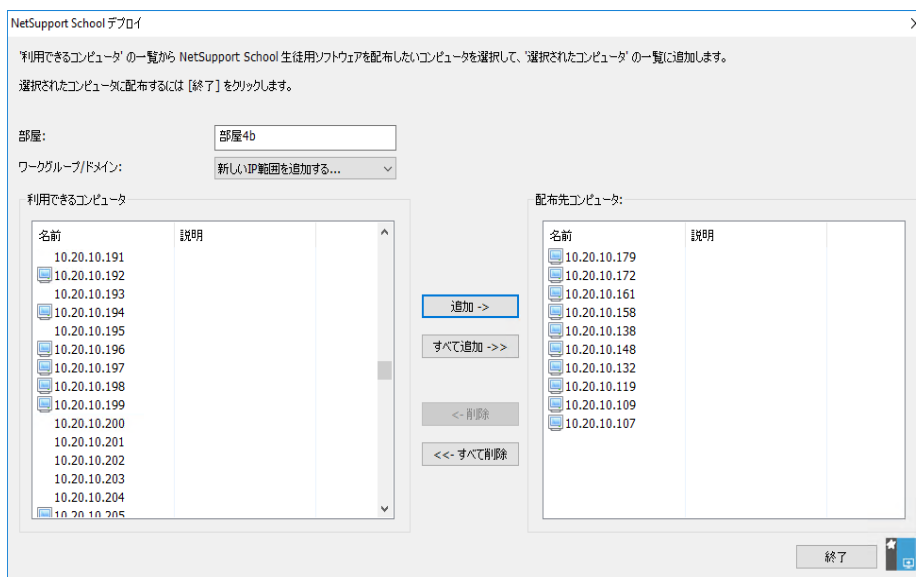 NetSupport School デプロイ
'利用できるコンピュータ' の一覧から NetSupport School 生徒用ソフトウェアを配布したいコンピュータを選択して、'選択されたコンピュータ' の一覧に追加します。
選択されたコンピュータに配布するには [終了] をクリックします。
部屋:
部屋4b
ワークグループ/ドメイン:
新しいIP範囲を追加する...
利用できるコンピュータ
名前 説明
10.20.10.191
10.20.10.192
10.20.10.193
10.20.10.194
10.20.10.195
10.20.10.196
10.20.10.197
10.20.10.198
10.20.10.199
10.20.10.200
10.20.10.201
10.20.10.202
10.20.10.203
10.20.10.204
10.20.10.205
追加 ->
すべて追加 ->>
<- 削除
<<- すべて削除
配布先コンピュータ:
名前 説明
10.20.10.179
10.20.10.172
10.20.10.161
10.20.10.158
10.20.10.138
10.20.10.148
10.20.10.132
10.20.10.119
10.20.10.109
10.20.10.107
終了